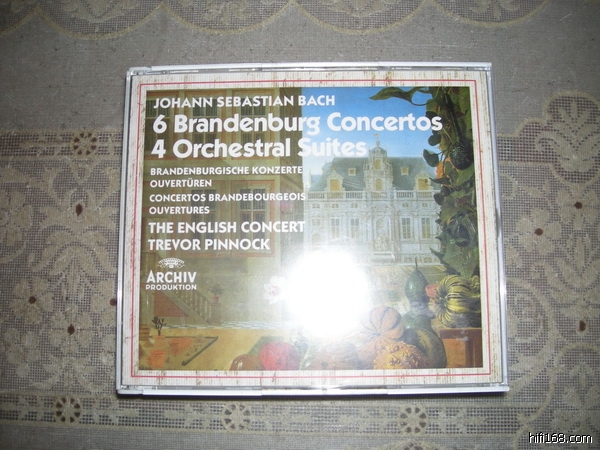 JOHANN SEBASTIAN BACH
6 Brandenburg Concertos
4 Orchestral Suites
BRANDENBURGISCHE KONZERTE
OUVERTÜREN
CONCERTOS BRANDEBOURGEOIS
OUVERTURES
THE ENGLISH CONCERT
TREVOR PINNOCK
ARCHIV
PRODUKTION
hifi168.com